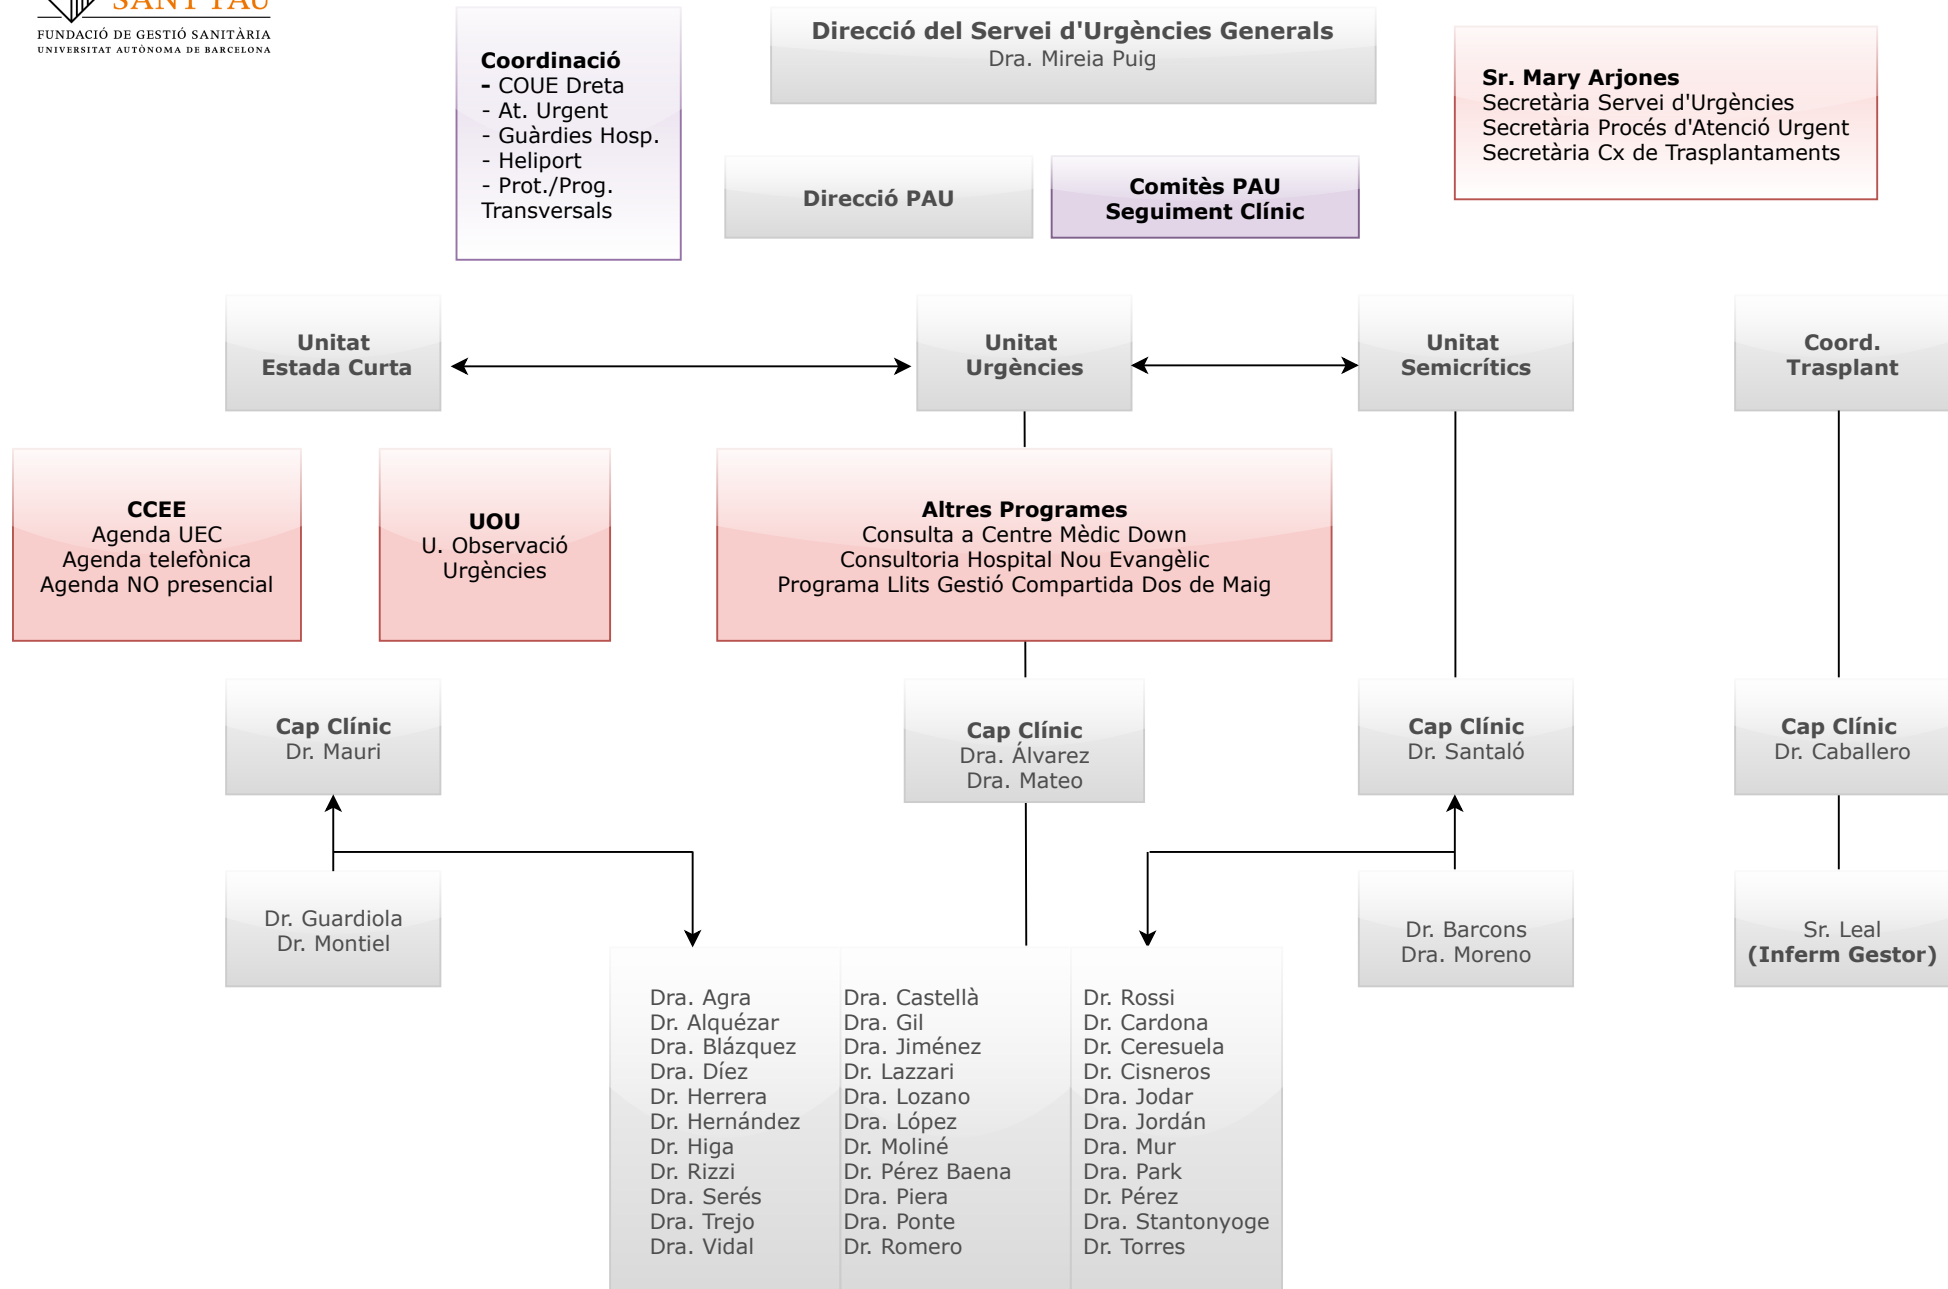 SANT PAU
FUNDACIÓ DE GESTIÓ SANITÀRIA
UNIVERSITAT AUTÒNOMA DE BARCELONA
Coordinació
- COUE Dreta
- At. Urgent
- Guàrdies Hosp.
- Heliport
- Prot./Prog.
Transversals
Direcció del Servei d'Urgències Generals
Dra. Mireia Puig
Sr. Mary Arjones
Secretària Servei d'Urgències
Secretària Procés d'Atenció Urgent
Secretària Cx de Trasplantaments
Direcció PAU
Comitès PAU
Seguiment Clínic
Unitat
Estada Curta
Unitat
Urgències
Unitat
Semicrítics
Coord.
Trasplant
CCEE
Agenda UEC
Agenda telefònica
Agenda NO presencial
UOU
U. Observació
Urgències
Altres Programes
Consulta a Centre Mèdic Down
Consultoria Hospital Nou Evangèlic
Programa Llits Gestió Compartida Dos de Maig
Cap Clínic
Dr. Mauri
Cap Clínic
Dra. Álvarez
Dra. Mateo
Cap Clínic
Dr. Santaló
Cap Clínic
Dr. Caballero
Dr. Guardiola
Dr. Montiel
Dr. Barcons
Dra. Moreno
Sr. Leal
(Inferm Gestor)
Dra. Agra
Dr. Alquézar
Dra. Blázquez
Dra. Díez
Dr. Herrera
Dr. Hernández
Dr. Higa
Dr. Rizzi
Dra. Serés
Dra. Trejo
Dra. Vidal
Dra. Castellà
Dra. Gil
Dra. Jiménez
Dr. Lazzari
Dra. Lozano
Dra. López
Dr. Moliné
Dr. Pérez Baena
Dra. Piera
Dra. Ponte
Dr. Romero
Dr. Rossi
Dr. Cardona
Dr. Ceresuela
Dr. Cisneros
Dra. Jodar
Dra. Jordán
Dra. Mur
Dra. Park
Dr. Pérez
Dra. Stantonyoge
Dr. Torres